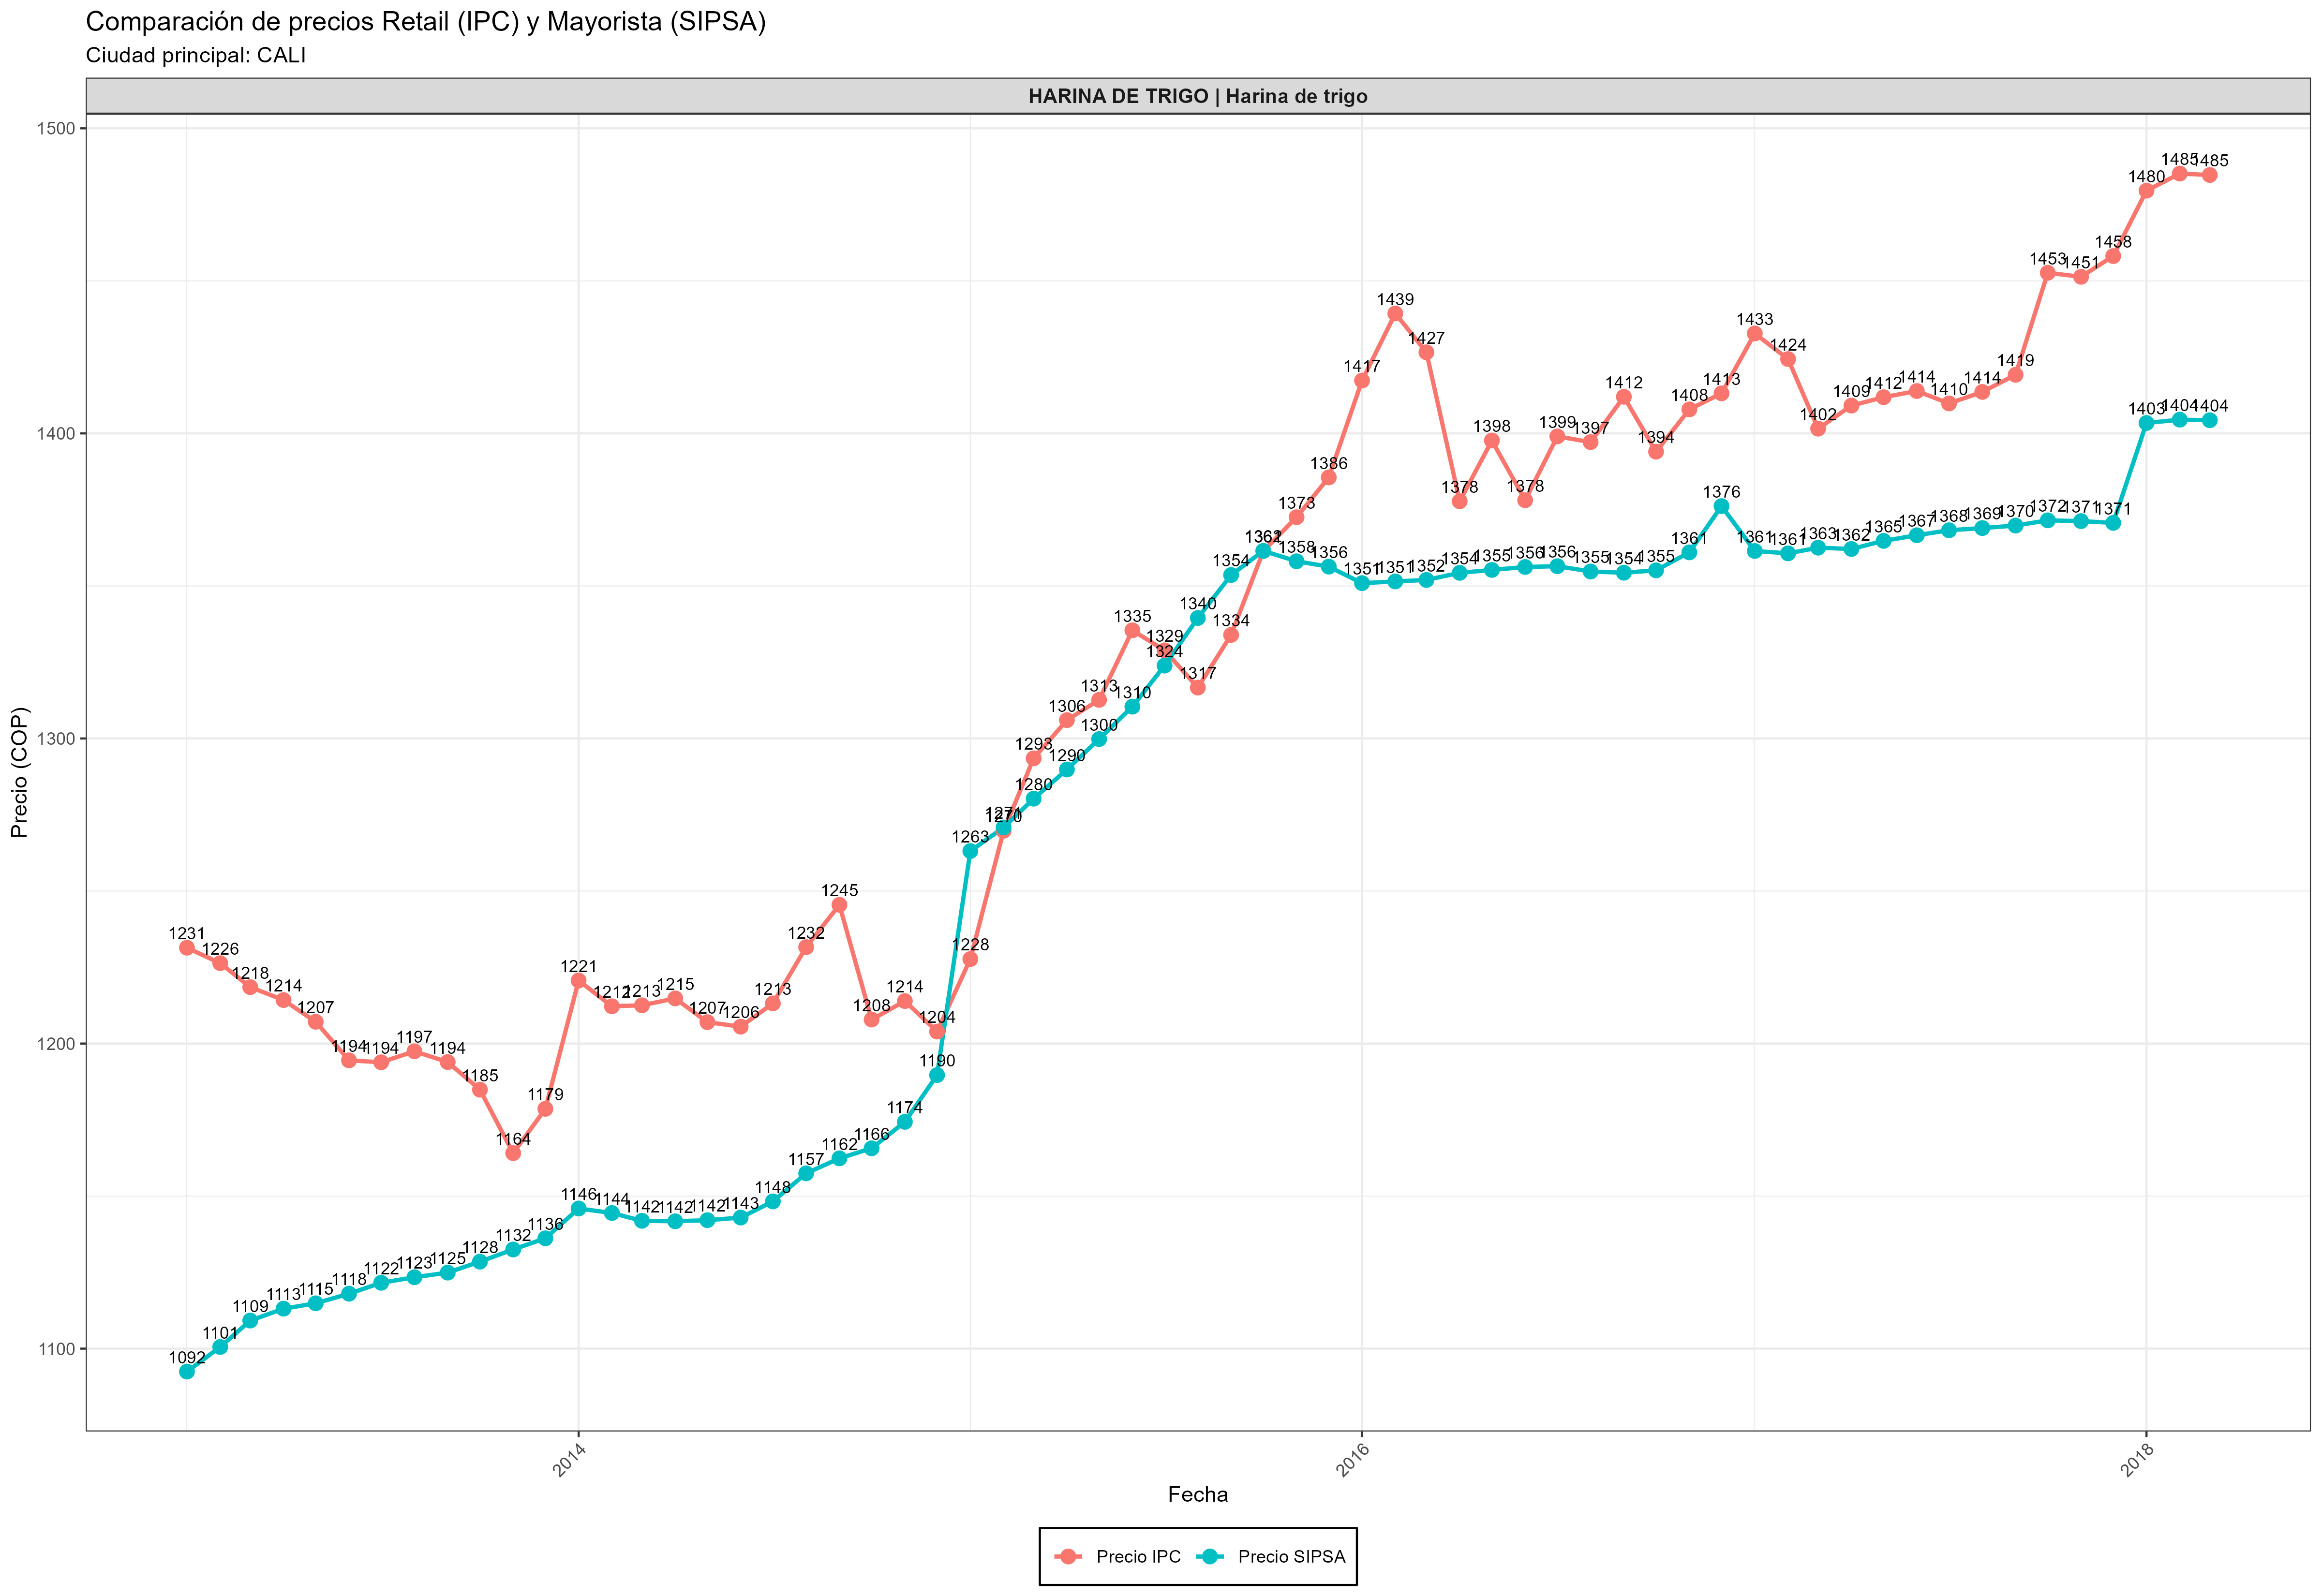 Comparación de precios Retail (IPC) y Mayorista (SIPSA)
Ciudad principal: CALI
HARINA DE TRIGO | Harina de trigo
Precio (COP)
1500
1400
1300
1200
1100
1231 1226 1218 1214 1207 1194 1194 1197 1194 1185 1164 1179 1221 1212 1213 1215 1207 1206 1213 1232 1245 1208 1214 1204 1228 1270 1293 1306 1313 1335 1329 1317 1334 1373 1386 1417 1439 1427 1378 1398 1378 1399 1397 1412 1394 1408 1413 1433 1424 1402 1409 1412 1414 1410 1414 1419 1453 1451 1458 1480 1485 1485
1092 1101 1109 1113 1115 1118 1122 1123 1125 1128 1132 1136 1146 1144 1142 1142 1142 1143 1148 1157 1162 1166 1174 1190 1263 1271 1280 1290 1300 1310 1324 1340 1354 1358 1356 1351 1351 1352 1354 1355 1356 1356 1355 1354 1355 1361 1376 1361 1361 1363 1362 1365 1367 1368 1369 1370 1372 1371 1371 1403 1404 1404
2014
2016
2018
Fecha
Precio IPC
Precio SIPSA